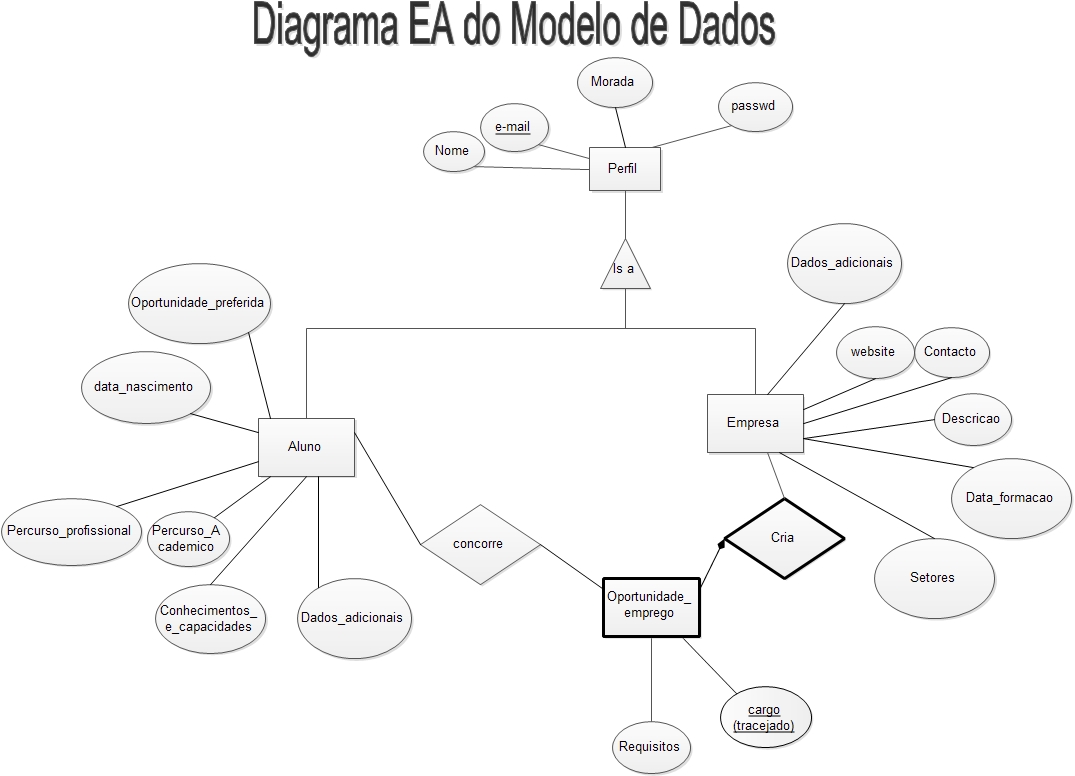 Diagrama EA do Modelo de Dados
Morada
passwd
e-mail
Nome
Perfil
Is a
Dados_adicionais
Oportunidade_preferida
website
Contacto
data_nascimento
Descricao
Empresa
Aluno
Data_formacao
Percurso_profissional
Percurso_A
cademico
concorre
Cria
Setores
Oportunidade_
emprego
Conhecimentos_
e_capacidades
Dados_adicionais
cargo
(tracejado)
Requisitos